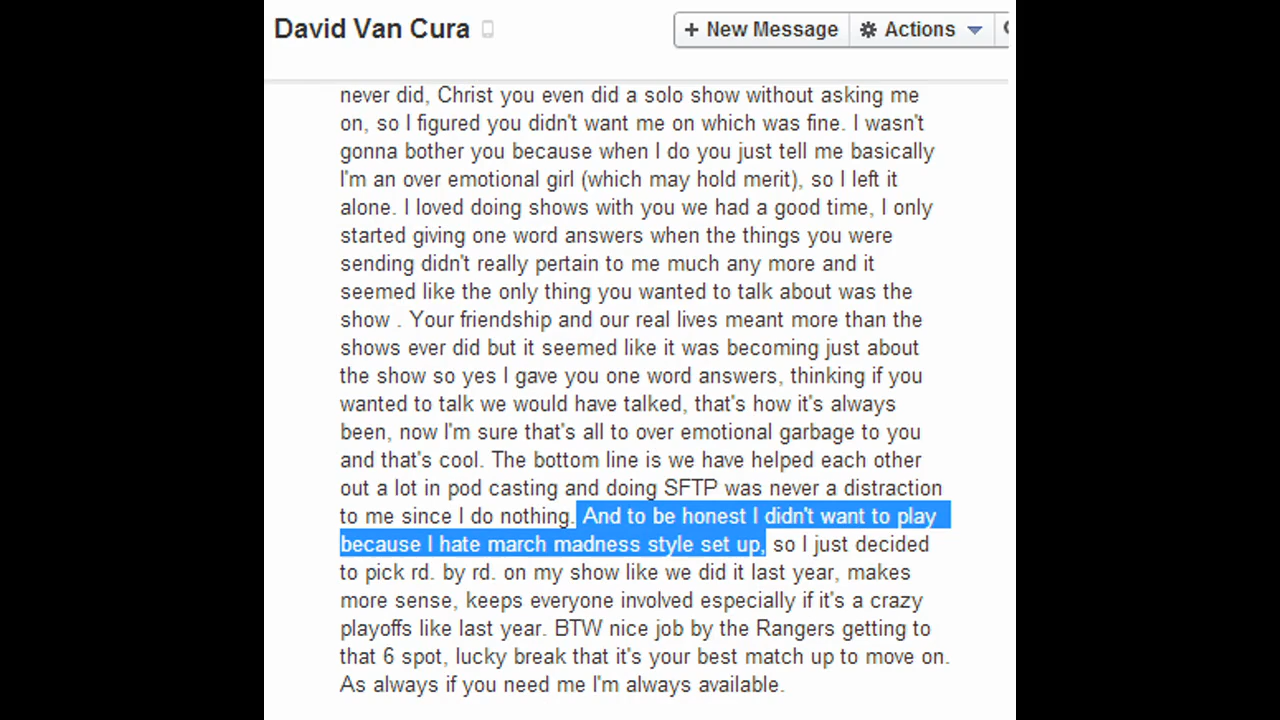 David Van Cura
+ New Message
Actions
never did, Christ you even did a solo show without asking me
on, so I figured you didn't want me on which was fine. I wasn't
gonna bother you because when I do you just tell me basically
I'm an over emotional girl (which may hold merit), so I left it
alone. I loved doing shows with you we had a good time, I only
started giving one word answers when the things you were
sending didn't really pertain to me much any more and it
seemed like the only thing you wanted to talk about was the
show . Your friendship and our real lives meant more than the
shows ever did but it seemed like it was becoming just about
the show so yes I gave you one word answers, thinking if you
wanted to talk we would have talked, that's how it's always
been, now I'm sure that's all to over emotional garbage to you
and that's cool. The bottom line is we have helped each other
out a lot in pod casting and doing SFTP was never a distraction
to me since I do nothing. And to be honest I didn't want to play
because I hate march madness style set up, so I just decided
to pick rd. by rd. on my show like we did it last year, makes
more sense, keeps everyone involved especially if it's a crazy
playoffs like last year. BTW nice job by the Rangers getting to
that 6 spot, lucky break that it's your best match up to move on.
As always if you need me I'm always available.